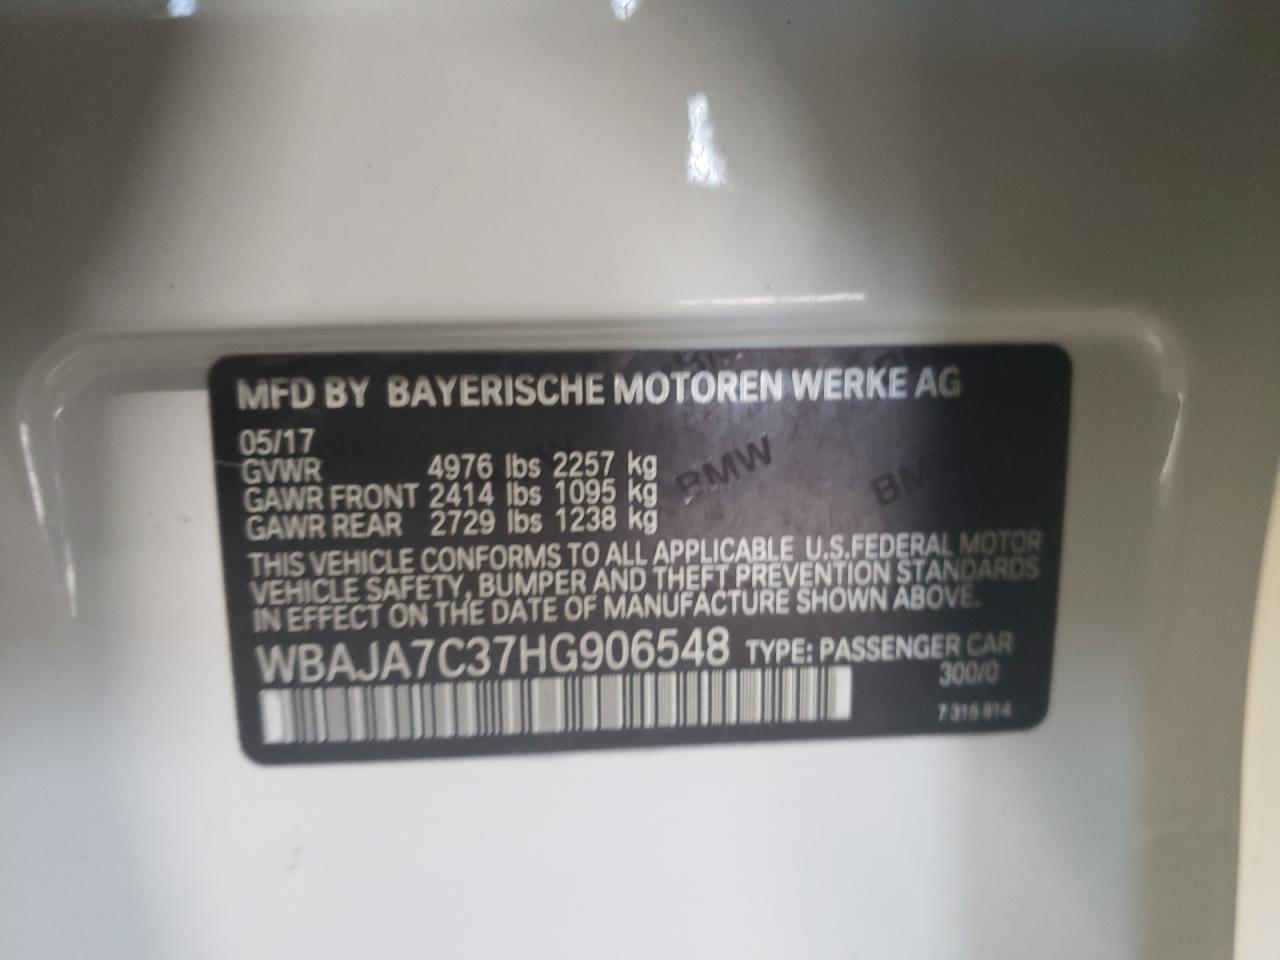 MFD BY BAYERISCHE MOTOREN WERKE AG
05/17
GVWR 4976 lbs 2257 kg
GAWR FRONT 2414 lbs 1095 kg
GAWR REAR 2729 lbs 1238 kg
THIS VEHICLE CONFORMS TO ALL APPLICABLE U.S.FEDERAL MOTOR
VEHICLE SAFETY, BUMPER AND THEFT PREVENTION STANDARDS
IN EFFECT ON THE DATE OF MANUFACTURE SHOWN ABOVE.
WBAJA7C37HG906548 TYPE: PASSENGER CAR
300/0
7 315 814
BMW